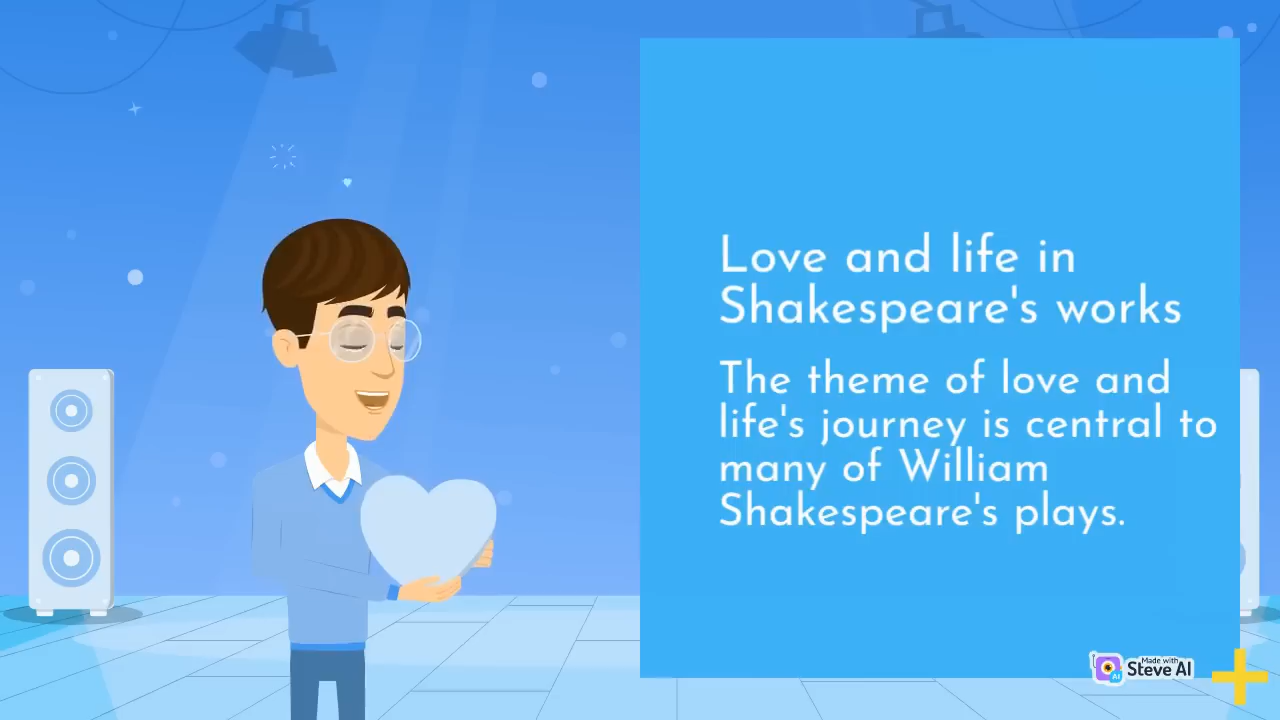 Love and life in
Shakespeare's works
The theme of love and
life's journey is central to
many of William
Shakespeare's plays.
Made with
Steve AI
AI